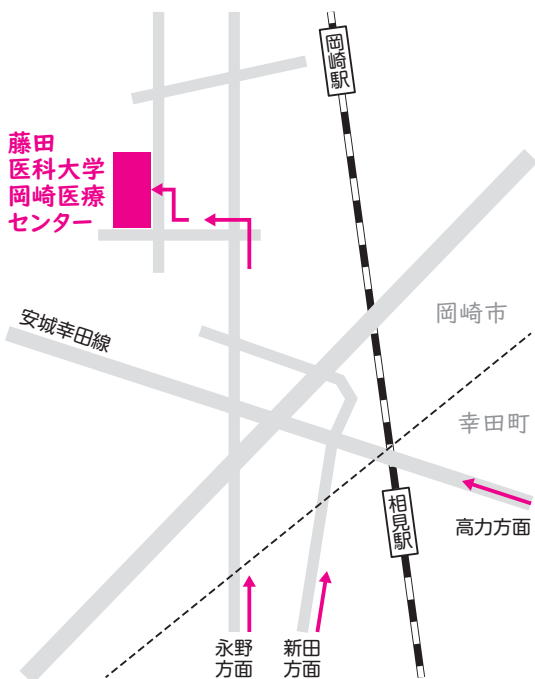 岡崎駅
藤田
医科大学
岡崎医療
センター
岡崎市
安城幸田線
幸田町
相見駅
高力方面
永野
方面
新田
方面